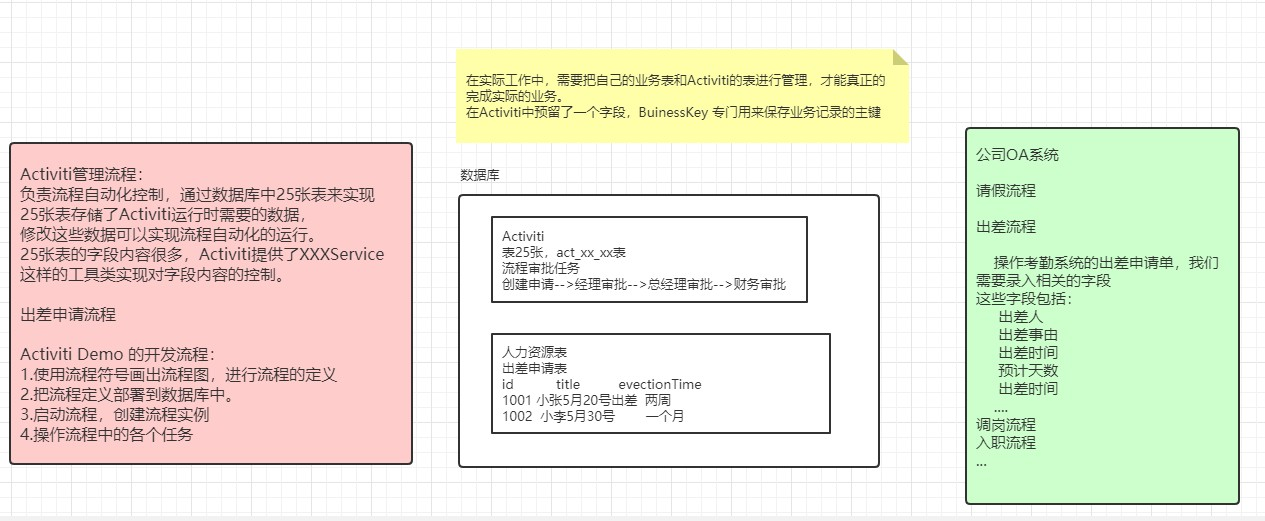 在实际工作中，需要把自己的业务表和Activiti的表进行管理，才能真正的
完成实际的业务。
在Activiti中预留了一个字段，BuinessKey 专门用来保存业务记录的主键
Activiti管理流程：
负责流程自动化控制，通过数据库中25张表来实现
25张表存储了Activiti运行时需要的数据，
修改这些数据可以实现流程自动化的运行。
25张表的字段内容很多，Activiti提供了XXXService
这样的工具类实现对字段内容的控制。
出差申请流程
Activiti Demo 的开发流程：
1.使用流程符号画出流程图，进行流程的定义
2.把流程定义部署到数据库中。
3.启动流程，创建流程实例
4.操作流程中的各个任务
数据库
Activiti
表25张，act_xx_xx表
流程审批任务
创建申请-->经理审批-->总经理审批-->财务审批
人力资源表
出差申请表
id title evectionTime
1001 小张5月20号出差 两周
1002 小李5月30号 一个月
公司OA系统
请假流程
出差流程
操作考勤系统的出差申请单，我们
需要录入相关的字段
这些字段包括：
出差人
出差事由
出差时间
预计天数
出差时间
....
调岗流程
入职流程
...